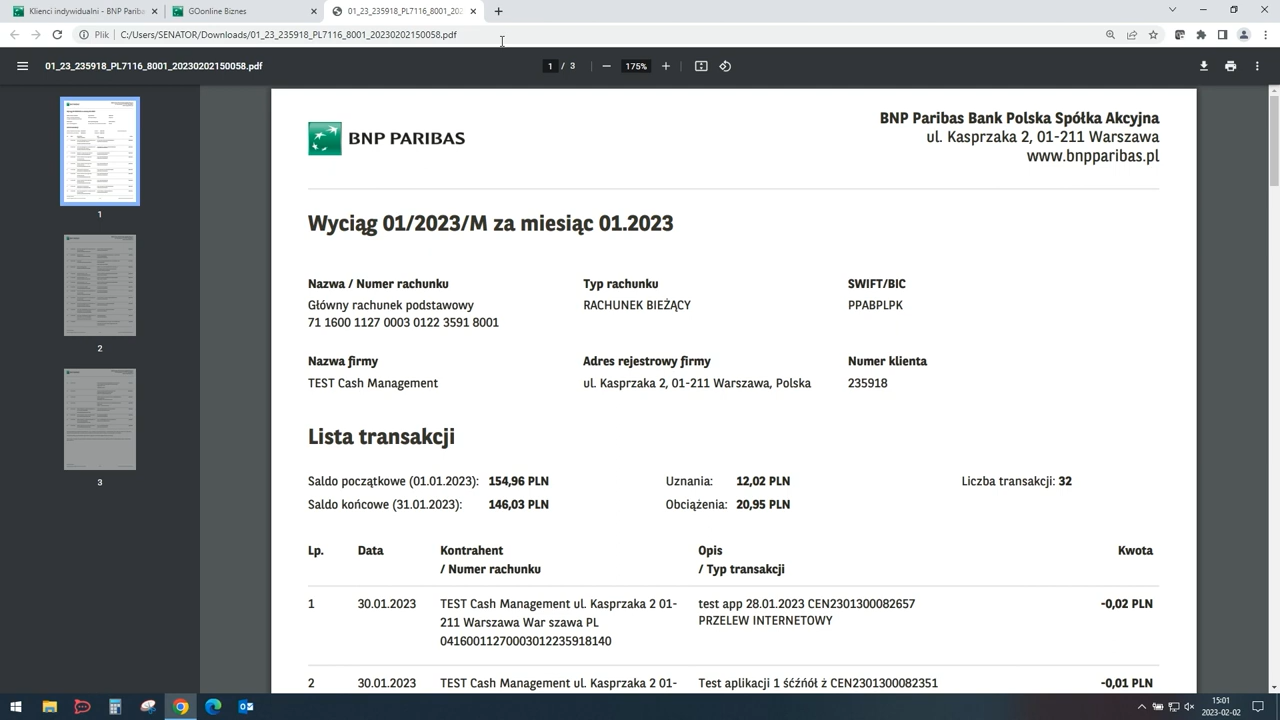 Klienci indywidualni - BNP Pariba
GOonline Biznes
01_23_235918_PL7116_8001_202
Plik
C:/Users/SENATOR/Downloads/01_23_235918_PL7116_8001_20230202150058.pdf
01_23_235918_PL7116_8001_20230202150058.pdf
1 / 3
175%
1
2
3
BNP PARIBAS
BNP Paribas Bank Polska Spółka Akcyjna
ul. Kasprzaka 2, 01-211 Warszawa
www.bnpparibas.pl
Wyciąg 01/2023/M za miesiąc 01.2023
Nazwa / Numer rachunku
Główny rachunek podstawowy
71 1600 1127 0003 0122 3591 8001
Typ rachunku
RACHUNEK BIEŻĄCY
SWIFT/BIC
PPABPLPK
Nazwa firmy
TEST Cash Management
Adres rejestrowy firmy
ul. Kasprzaka 2, 01-211 Warszawa, Polska
Numer klienta
235918
Lista transakcji
Saldo początkowe (01.01.2023): 154,96 PLN
Uznania: 12,02 PLN
Liczba transakcji: 32
Saldo końcowe (31.01.2023): 146,03 PLN
Obciążenia: 20,95 PLN
Lp.
Data
Kontrahent
/ Numer rachunku
Opis
/ Typ transakcji
Kwota
1
30.01.2023
TEST Cash Management ul. Kasprzaka 2 01-
211 Warszawa War szawa PL
04160011270003012235918140
test app 28.01.2023 CEN2301300082657
PRZELEW INTERNETOWY
-0,02 PLN
2
30.01.2023
TEST Cash Management ul. Kasprzaka 2 01-
Test aplikacji 1 śćźńół ż CEN2301300082351
-0,01 PLN
15:01
2023-02-02